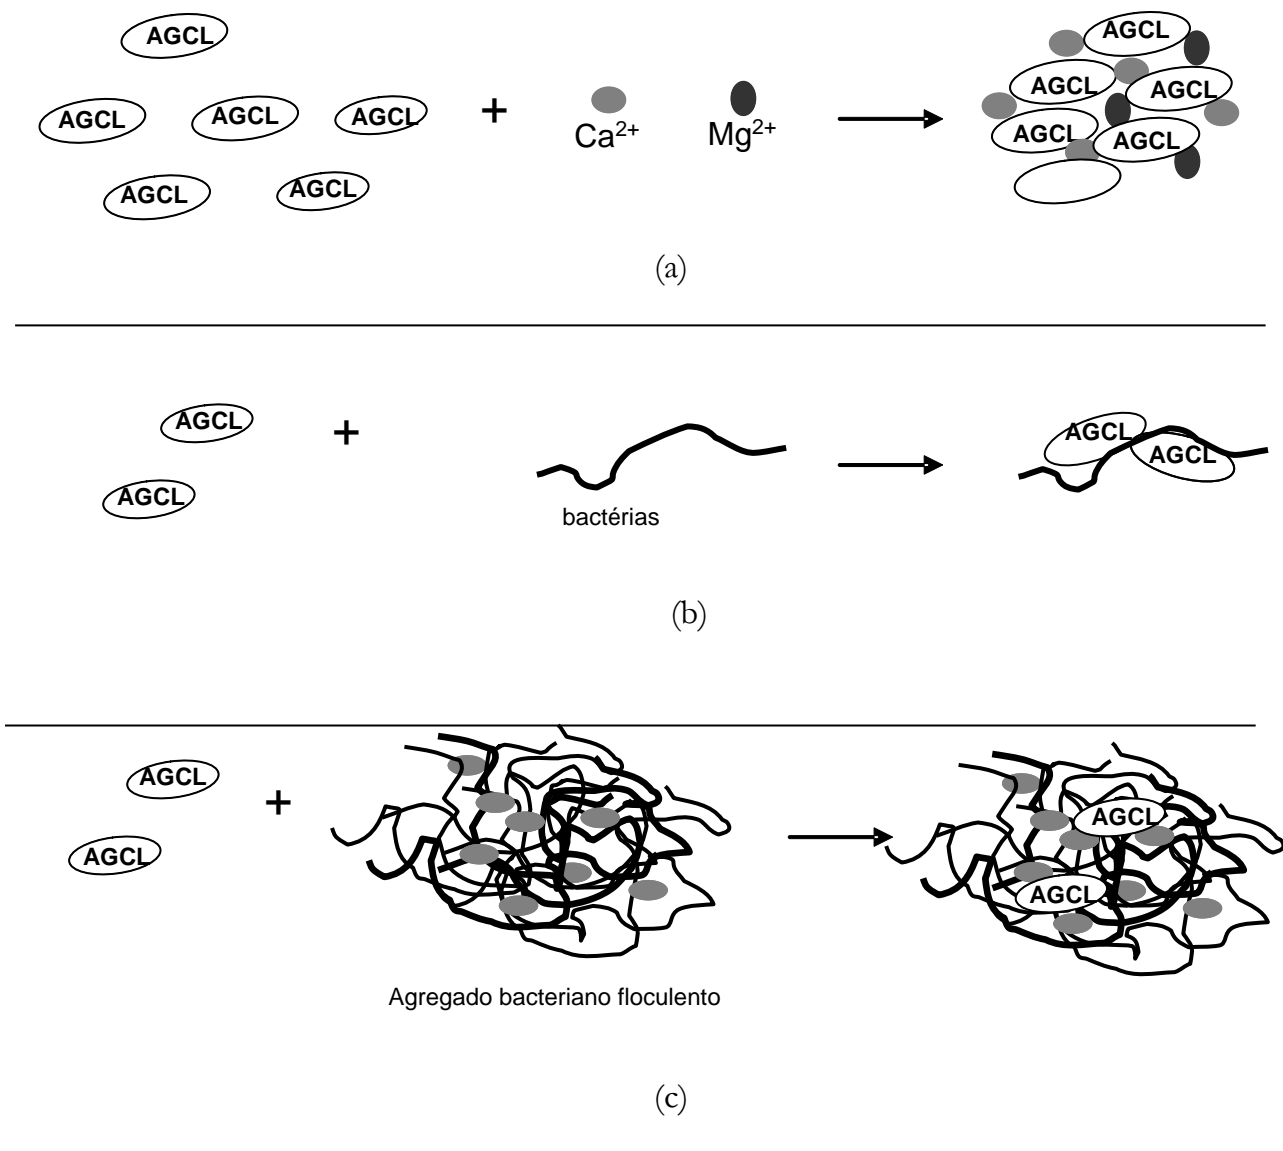 AGCL
AGCL AGCL AGCL
AGCL AGCL
+
Ca²⁺ Mg²⁺
AGCL
AGCL AGCL
AGCL AGCL
(a)
AGCL
AGCL
+
bactérias
AGCL
AGCL
(b)
AGCL
AGCL
+
Agregado bacteriano floculento
AGCL
AGCL
(c)